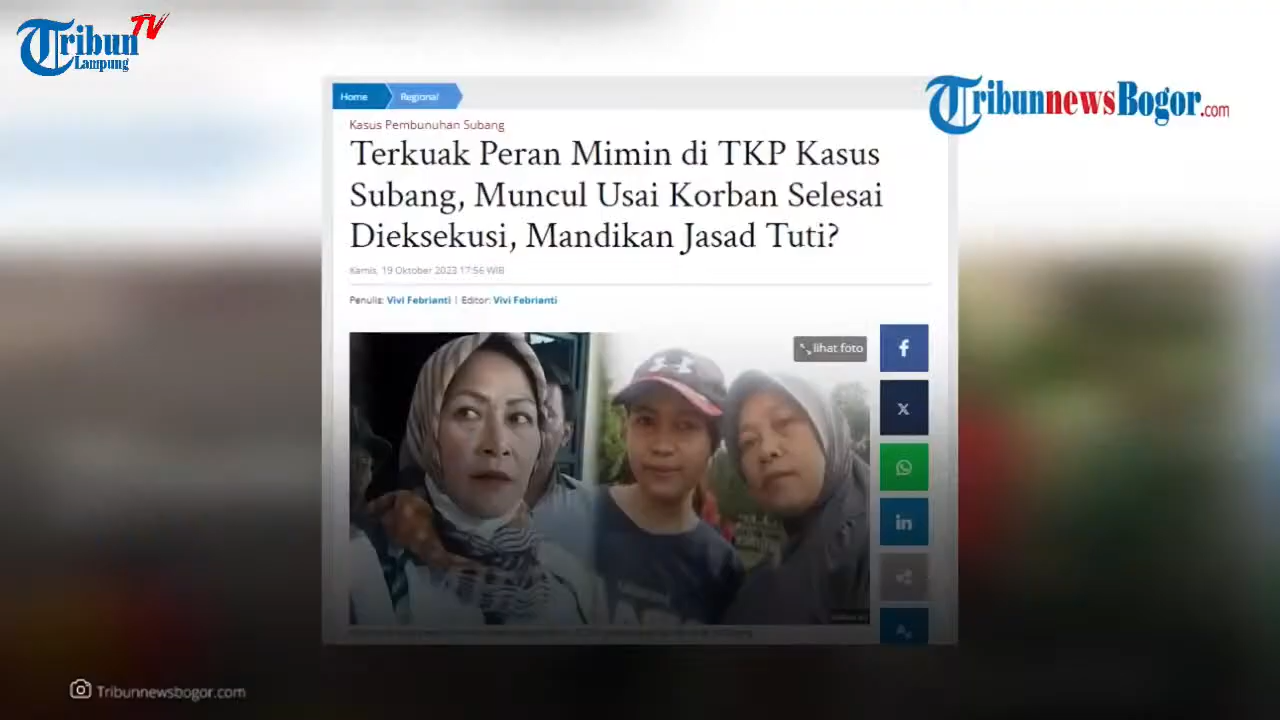 Tribun TV
Lampung
TribunnewsBogor.com
Home Regional
Kasus Pembunuhan Subang
Terkuak Peran Mimin di TKP Kasus
Subang, Muncul Usai Korban Selesai
Dieksekusi, Mandikan Jasad Tuti?
Kamis, 19 Oktober 2023 17:56 WIB
Penulis: Vivi Febrianti | Editor: Vivi Febrianti
lihat foto
Tribunnewsbogor.com